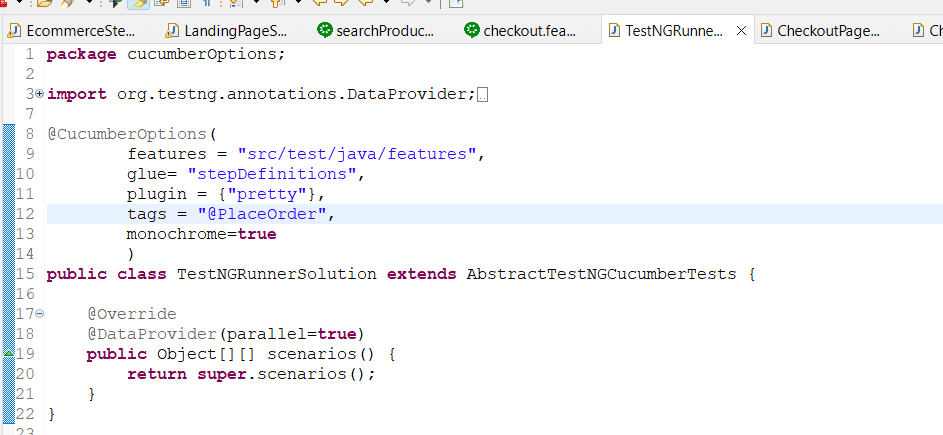 EcommerceSte... LandingPageS... searchProduc... checkout.fea... TestNGRunne... CheckoutPage... Ch
1 package cucumberOptions;
2
3 import org.testng.annotations.DataProvider;
7
8 @CucumberOptions(
9 features = "src/test/java/features",
10 glue= "stepDefinitions",
11 plugin = {"pretty"},
12 tags = "@PlaceOrder",
13 monochrome=true
14 )
15 public class TestNGRunnerSolution extends AbstractTestNGCucumberTests {
16
17 @Override
18 @DataProvider(parallel=true)
19 public Object[][] scenarios() {
20 return super.scenarios();
21 }
22 }
23